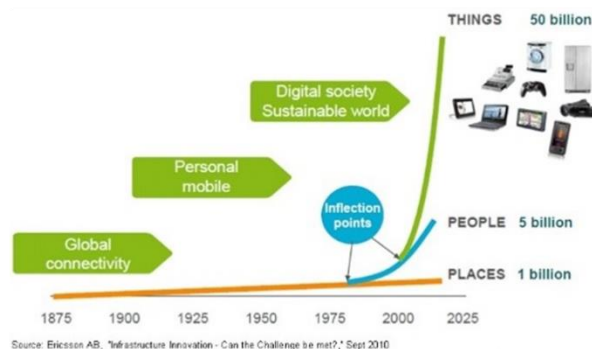 THINGS 50 billion
Digital society
Sustainable world
Personal
mobile
Inflection
points
PEOPLE 5 billion
Global
connectivity
PLACES 1 billion
1875 1900 1925 1950 1975 2000 2025
Source: Ericsson AB, "Infrastructure Innovation - Can the Challenge be met?," Sept 2010